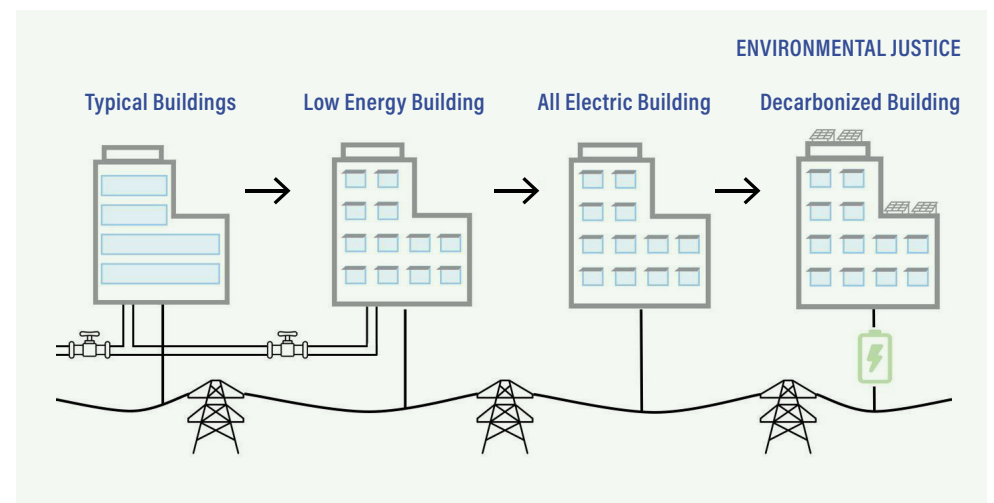 ENVIRONMENTAL JUSTICE
Typical Buildings
Low Energy Building
All Electric Building
Decarbonized Building